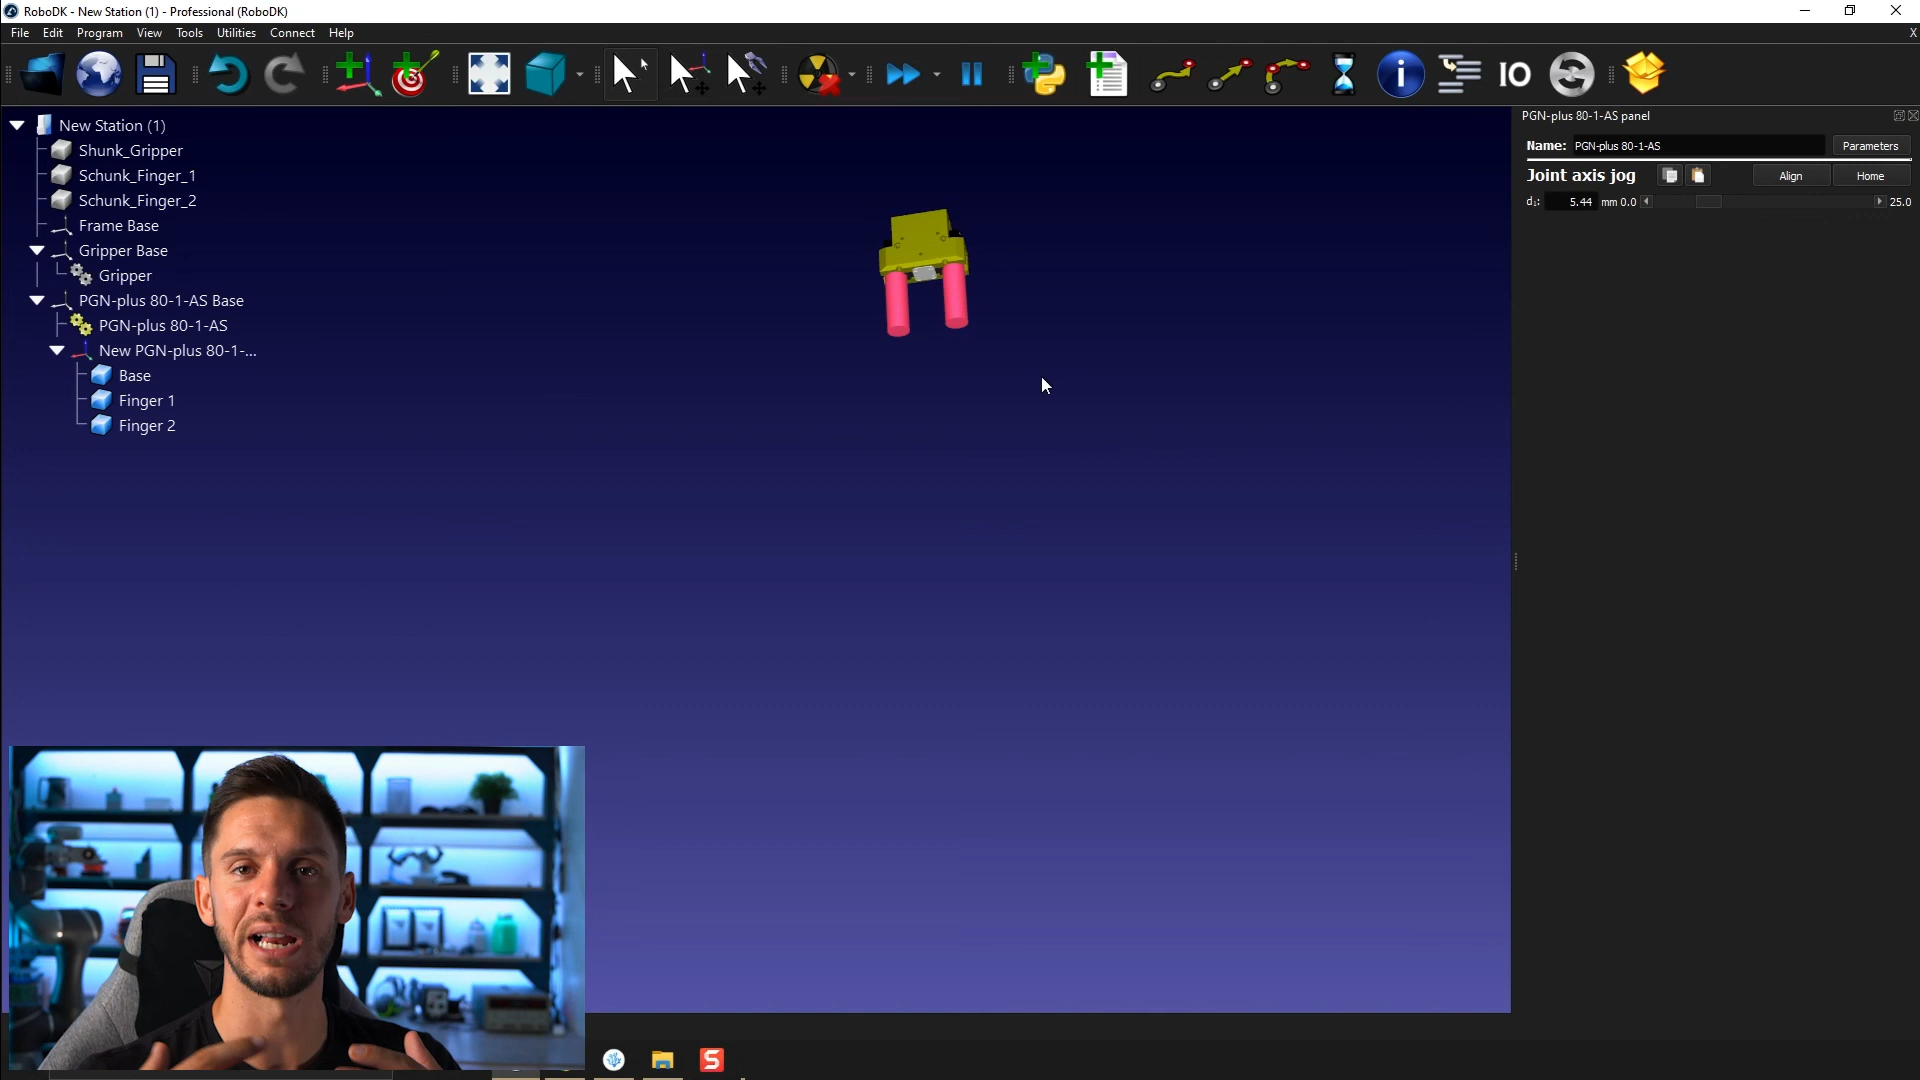 RoboDK - New Station (1) - Professional (RoboDK)
File Edit Program View Tools Utilities Connect Help X
IO
New Station (1)
Shunk_Gripper
Schunk_Finger_1
Schunk_Finger_2
Frame Base
Gripper Base
Gripper
PGN-plus 80-1-AS Base
PGN-plus 80-1-AS
New PGN-plus 80-1-...
Base
Finger 1
Finger 2
PGN-plus 80-1-AS panel
Name: PGN-plus 80-1-AS Parameters
Joint axis jog Align Home
d₁: 5.44 mm 0.0 25.0
S